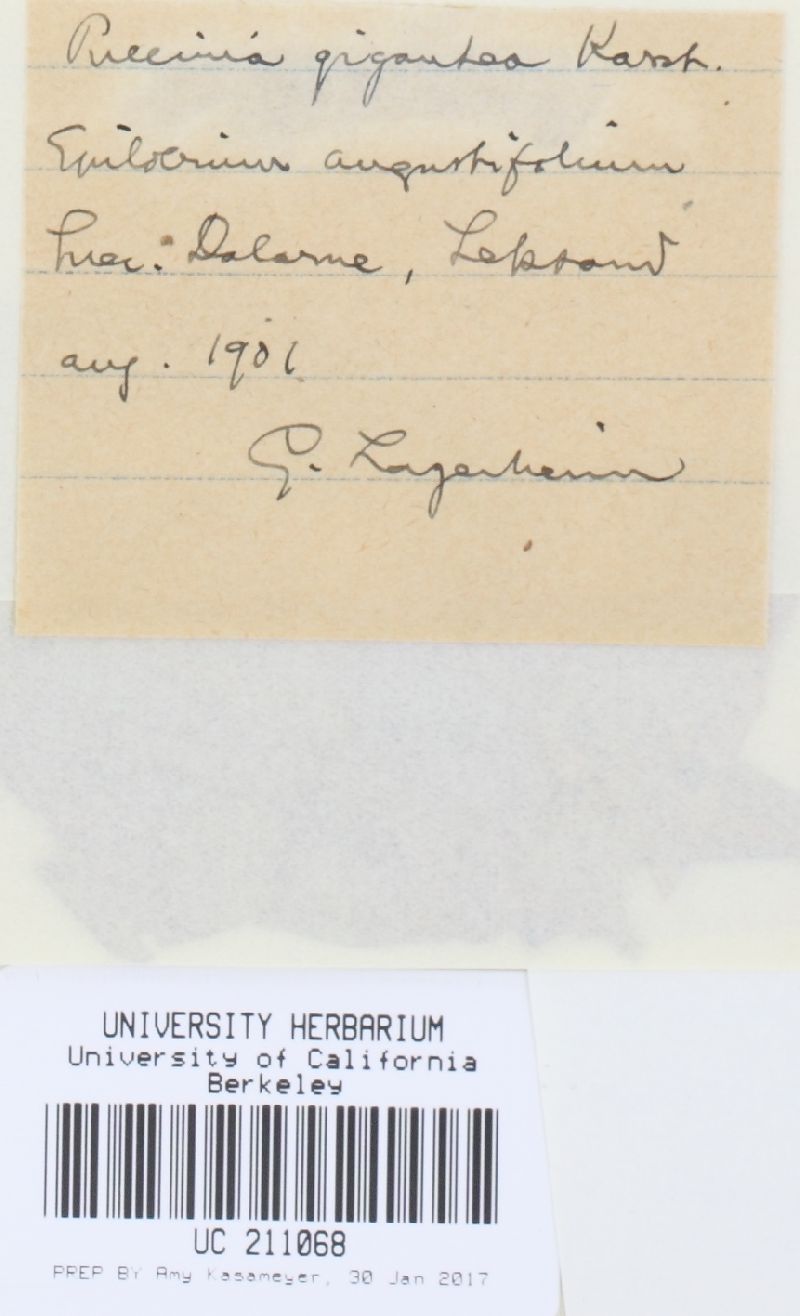 Puccinia gigantea Karst.
Epilobium angustifolium
Suec. Dalarne, Leksand
aug. 1901
G. Lagerheim
UNIVERSITY HERBARIUM
University of California
Berkeley
UC 211068
PREP BY Amy Kasameyer, 30 Jan 2017